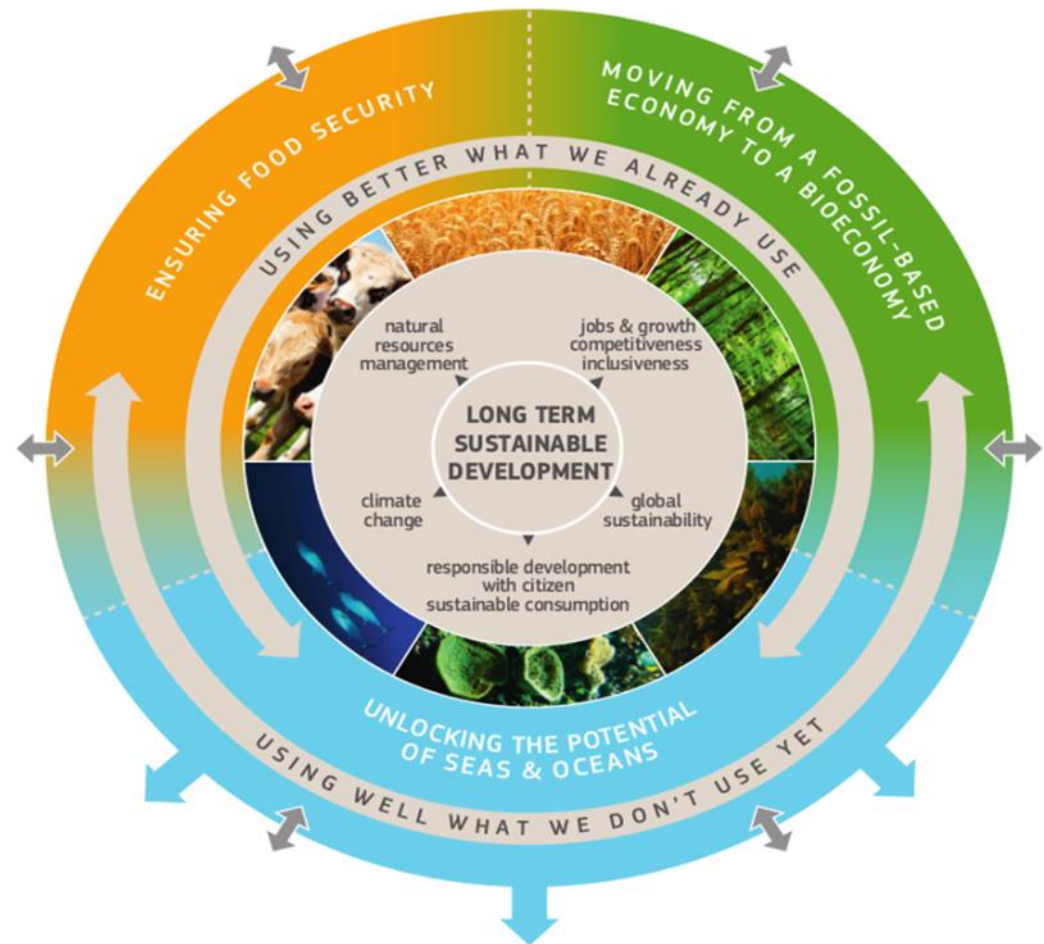 ENSURING FOOD SECURITY
MOVING FROM A FOSSIL-BASED
ECONOMY TO A BIOECONOMY
USING BETTER WHAT WE ALREADY USE
natural
resources
management
jobs & growth
competitiveness
inclusiveness
LONG TERM
SUSTAINABLE
DEVELOPMENT
climate
change
global
sustainability
responsible development
with citizen
sustainable consumption
UNLOCKING THE POTENTIAL
OF SEAS & OCEANS
USING WELL WHAT WE DON'T USE YET